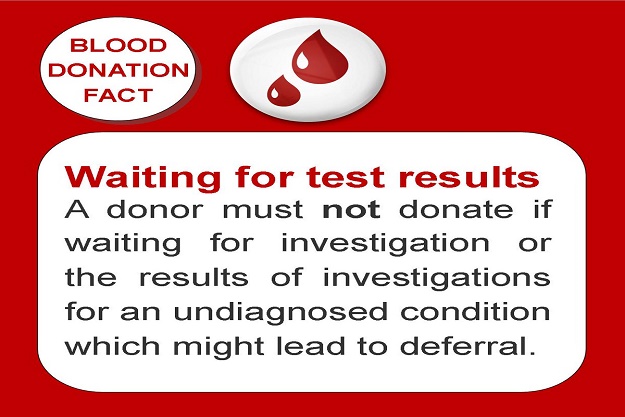 BLOOD
DONATION
FACT
Waiting for test results
A donor must not donate if
waiting for investigation or
the results of investigations
for an undiagnosed condition
which might lead to deferral.